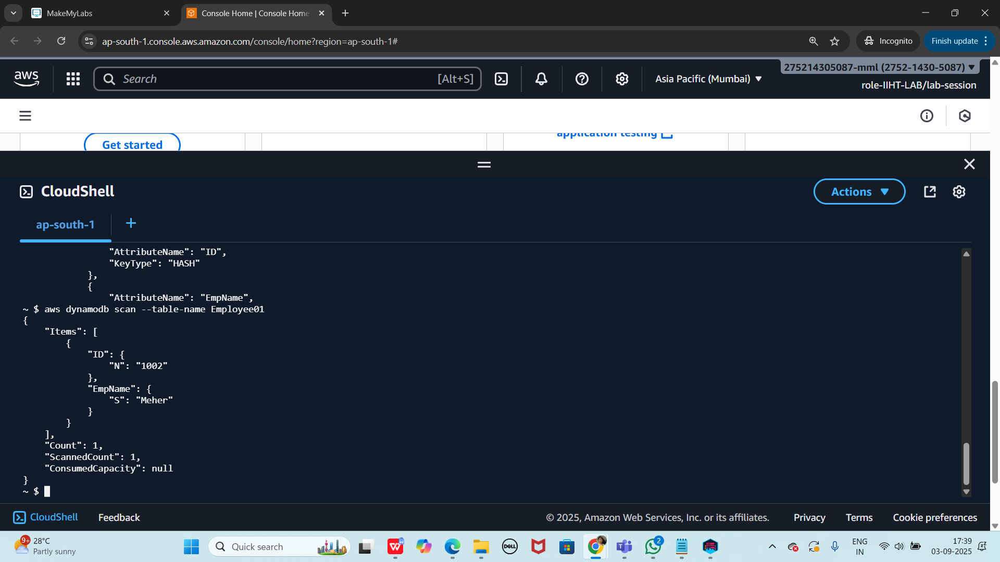 MakeMyLabs
Console Home | Console Home
ap-south-1.console.aws.amazon.com/console/home?region=ap-south-1#
Incognito
Finish update
aws
Search
[Alt+S]
Asia Pacific (Mumbai)
275214305087-mml (2752-1430-5087)
role-IIHT-LAB/lab-session
Get started
application testing
CloudShell
Actions
ap-south-1
+
"AttributeName": "ID",
"KeyType": "HASH"
},
{
"AttributeName": "EmpName",
~ $ aws dynamodb scan --table-name Employee01
{
"Items": [
{
"ID": {
"N": "1002"
},
"EmpName": {
"S": "Meher"
}
}
],
"Count": 1,
"ScannedCount": 1,
"ConsumedCapacity": null
}
~ $
CloudShell
Feedback
© 2025, Amazon Web Services, Inc. or its affiliates.
Privacy
Terms
Cookie preferences
9+
28°C
Partly sunny
Quick search
W
DELL
2
ENG
IN
17:39
03-09-2025